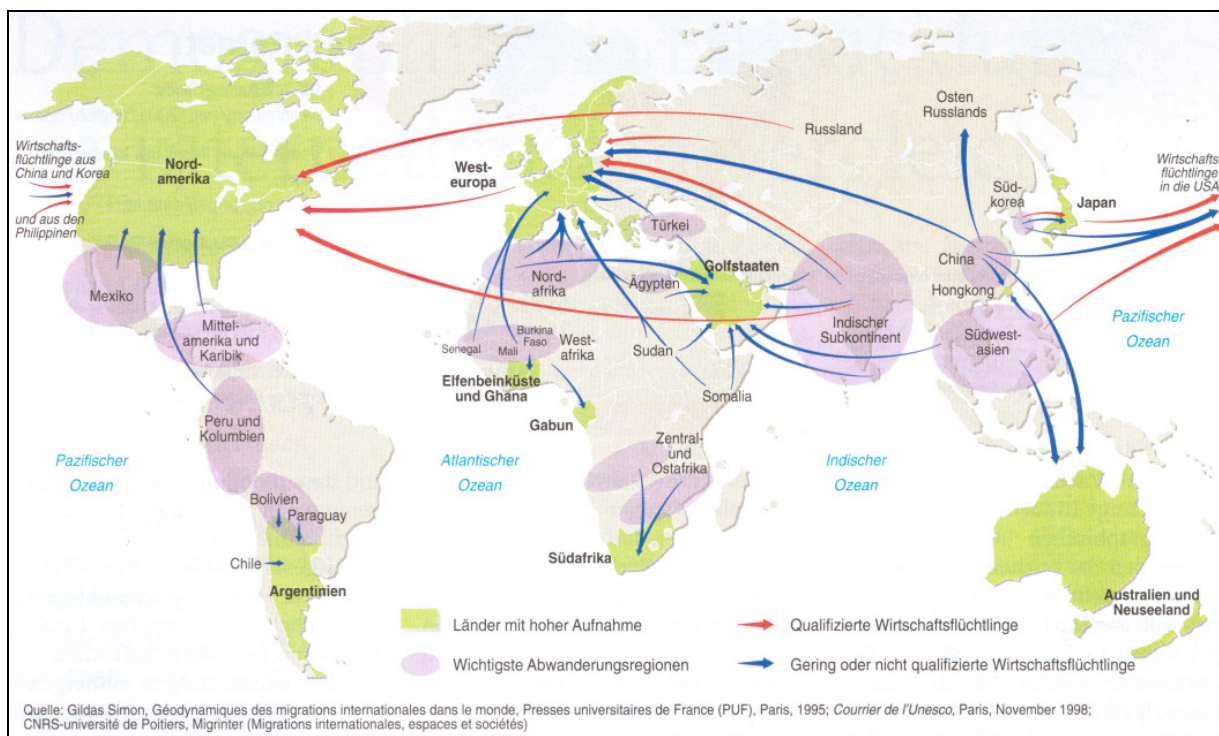 Wirtschafts-
flüchtlinge aus
China und Korea
und aus den
Philippinen
Nord-
amerika
Mexiko
Mittel-
amerika und
Karibik
Peru und
Kolumbien
Pazifischer
Ozean
Bolivien
Paraguay
Chile
Argentinien
West-
europa
Russland
Osten
Russlands
Süd-
korea
Japan
Wirtschafts-
flüchtlinge
in die USA
Türkei
Golfstaaten
China
Hongkong
Nord-
afrika
Ägypten
Indischer
Subkontinent
Südwest-
asien
Pazifischer
Ozean
Senegal
Mali
Burkina
Faso
West-
afrika
Sudan
Somalia
Elfenbeinküste
und Ghana
Gabun
Zentral-
und
Ostafrika
Atlantischer
Ozean
Indischer
Ozean
Südafrika
Australien und
Neuseeland
Länder mit hoher Aufnahme
Qualifizierte Wirtschaftsflüchtlinge
Wichtigste Abwanderungsregionen
Gering oder nicht qualifizierte Wirtschaftsflüchtlinge
Quelle: Gildas Simon, Géodynamiques des migrations internationales dans le monde, Presses universitaires de France (PUF), Paris, 1995; Courrier de l'Unesco, Paris, November 1998;
CNRS-université de Poitiers, Migrinter (Migrations internationales, espaces et sociétés)